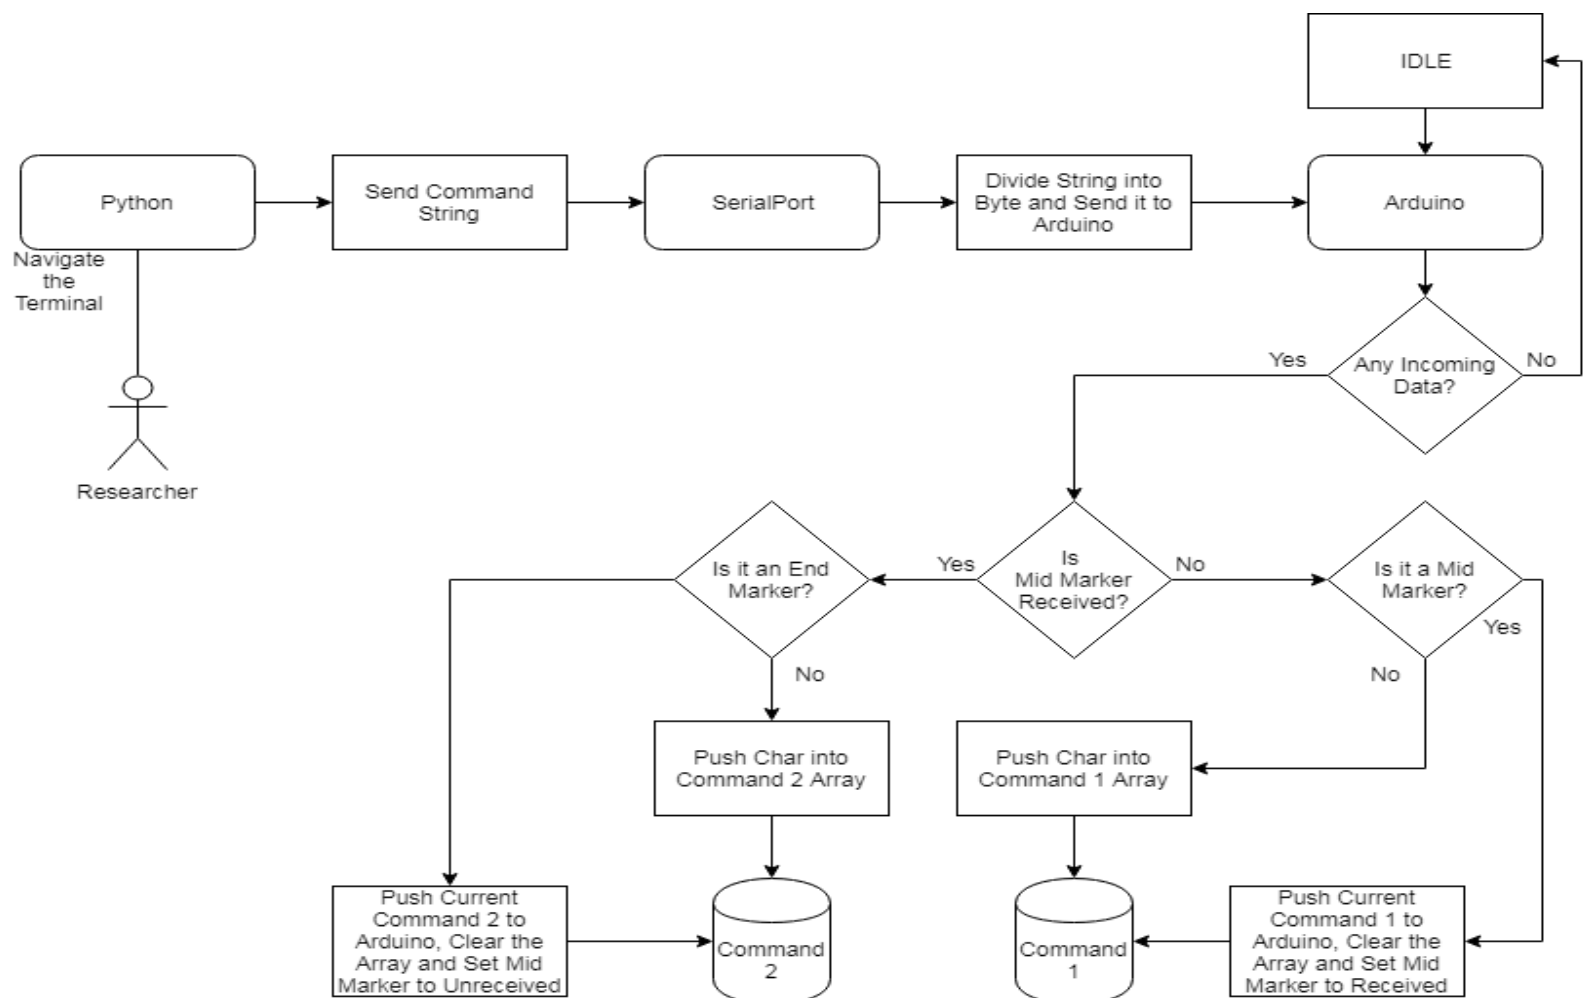 IDLE
Python
Send Command
String
SerialPort
Divide String into
Byte and Send it to
Arduino
Arduino
Navigate
the
Terminal
Researcher
Yes
Any Incoming
Data?
No
Is it an End
Marker?
Yes
Is
Mid Marker
Received?
No
Is it a Mid
Marker?
Yes
No
No
Push Char into
Command 2 Array
Push Char into
Command 1 Array
Push Current
Command 2 to
Arduino, Clear the
Array and Set Mid
Marker to Unreceived
Command
2
Command
1
Push Current
Command 1 to
Arduino, Clear the
Array and Set Mid
Marker to Received